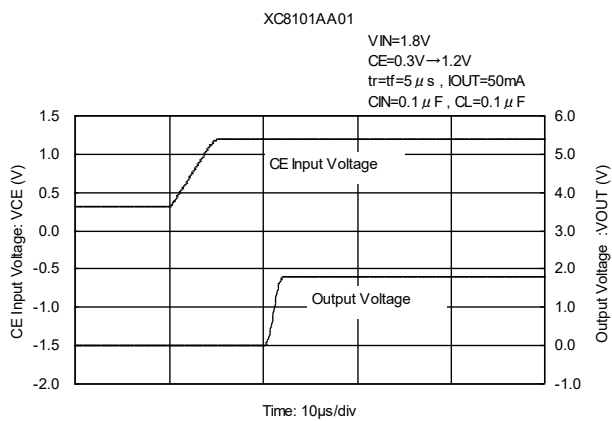 XC8101AA01
VIN=1.8V
CE=0.3V→1.2V
tr=tf=5μs , IOUT=50mA
CIN=0.1μF , CL=0.1μF
CE Input Voltage: VCE (V)
1.5
1.0
0.5
0.0
-0.5
-1.0
-1.5
-2.0
CE Input Voltage
Output Voltage
6.0
5.0
4.0
3.0
2.0
1.0
0.0
-1.0
Output Voltage :VOUT (V)
Time: 10μs/div